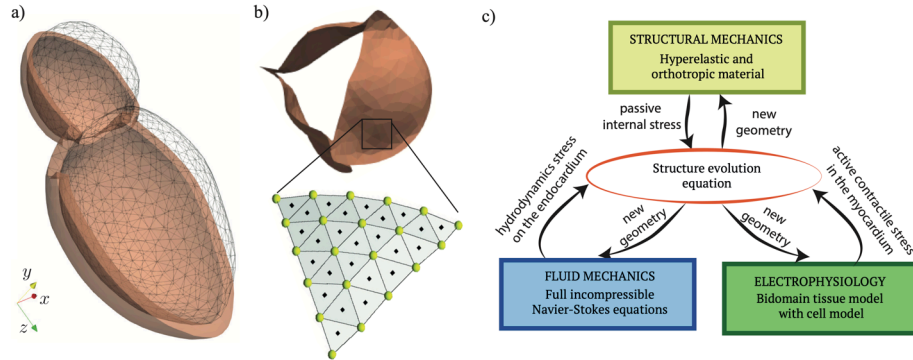 a)
y
x
z
b)
c)
STRUCTURAL MECHANICS
Hyperelastic and
orthotropic material
passive
internal stress
new
geometry
Structure evolution
equation
hydrodynamics stress
on the endocardium
new
geometry
new
geometry
active contractile stress
in the myocardium
FLUID MECHANICS
Full incompressible
Navier-Stokes equations
ELECTROPHYSIOLOGY
Bidomain tissue model
with cell model